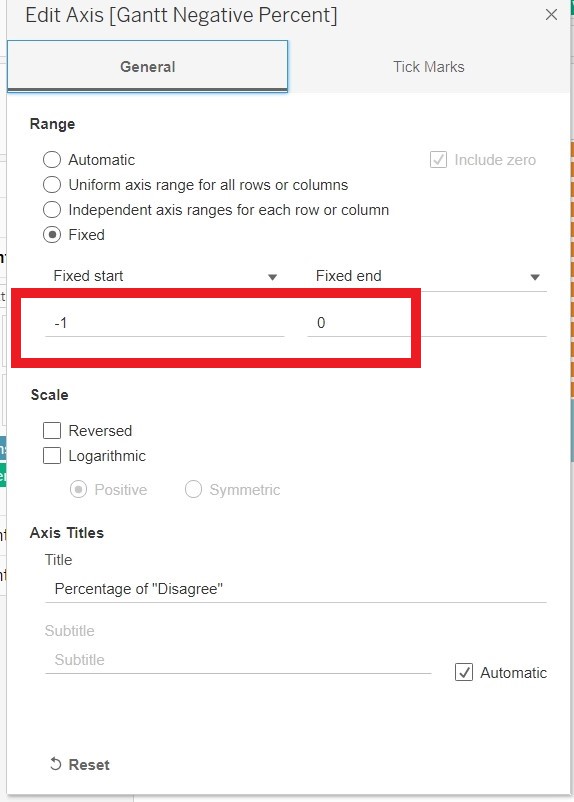 Edit Axis [Gantt Negative Percent]
General
Tick Marks
Range
Automatic
Include zero
Uniform axis range for all rows or columns
Independent axis ranges for each row or column
Fixed
Fixed start
Fixed end
-1
0
Scale
Reversed
Logarithmic
Positive
Symmetric
Axis Titles
Title
Percentage of "Disagree"
Subtitle
Subtitle
Automatic
Reset